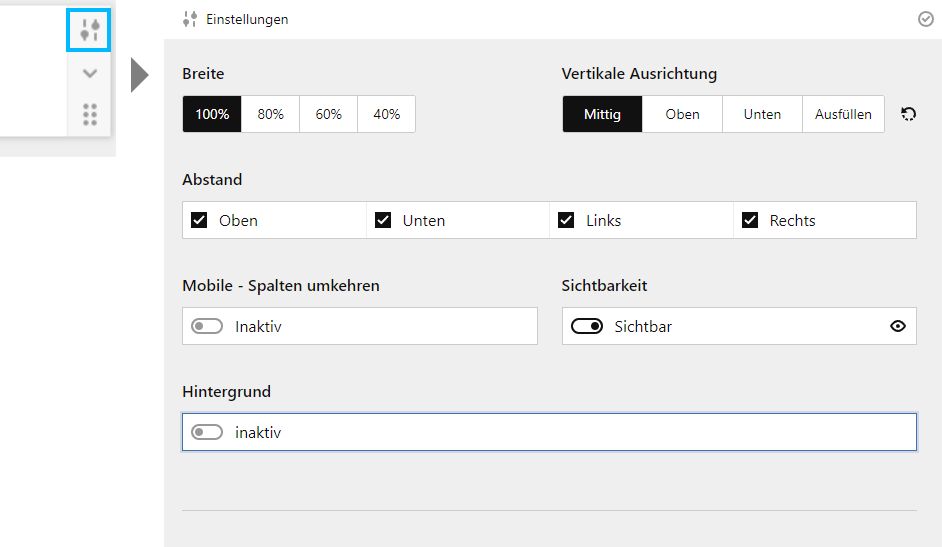 Einstellungen
Breite
100% 80% 60% 40%
Vertikale Ausrichtung
Mittig Oben Unten Ausfüllen
Abstand
Oben Unten Links Rechts
Mobile - Spalten umkehren
Inaktiv
Sichtbarkeit
Sichtbar
Hintergrund
inaktiv